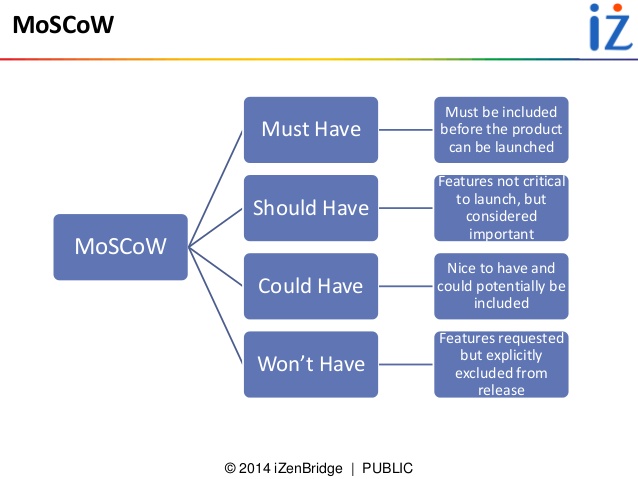 MoSCoW
iż
MoSCoW
Must Have
Must be included
before the product
can be launched
Should Have
Features not critical
to launch, but
considered
important
Could Have
Nice to have and
could potentially be
included
Won't Have
Features requested
but explicitly
excluded from
release
© 2014 iZenBridge | PUBLIC